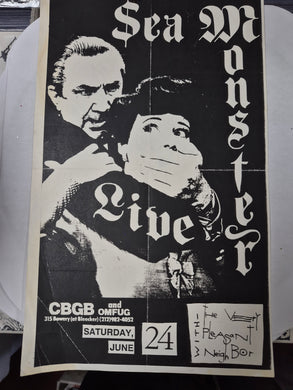 Sea Monster
Live
CBGB and OMFUG
315 Bowery (at Bleecker) (212) 982-4052
SATURDAY,
JUNE 24
The Very
Pleasant
Neighbor